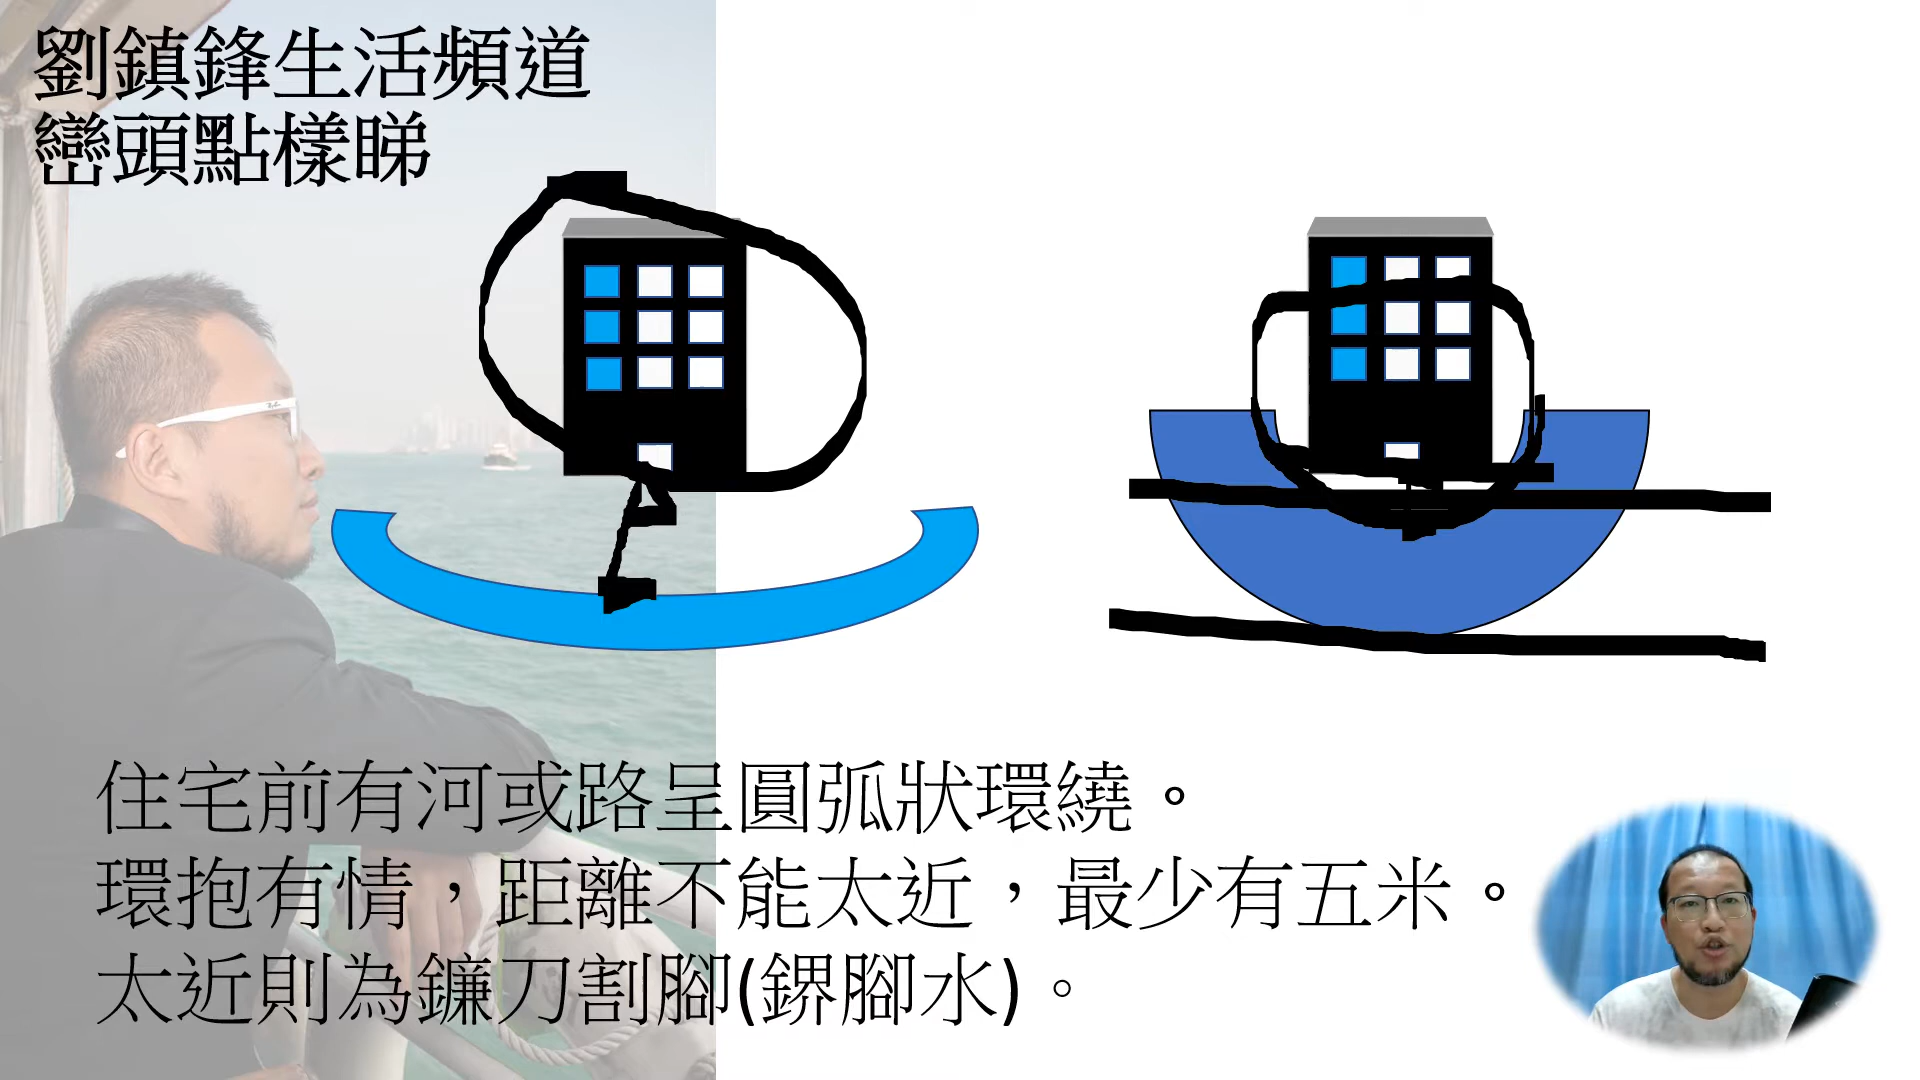 劉鎮鋒生活頻道
巒頭點樣睇
住宅前有河或路呈圓弧狀環繞。
環抱有情，距離不能太近，最少有五米。
太近則為鐮刀割腳(鎅腳水)。